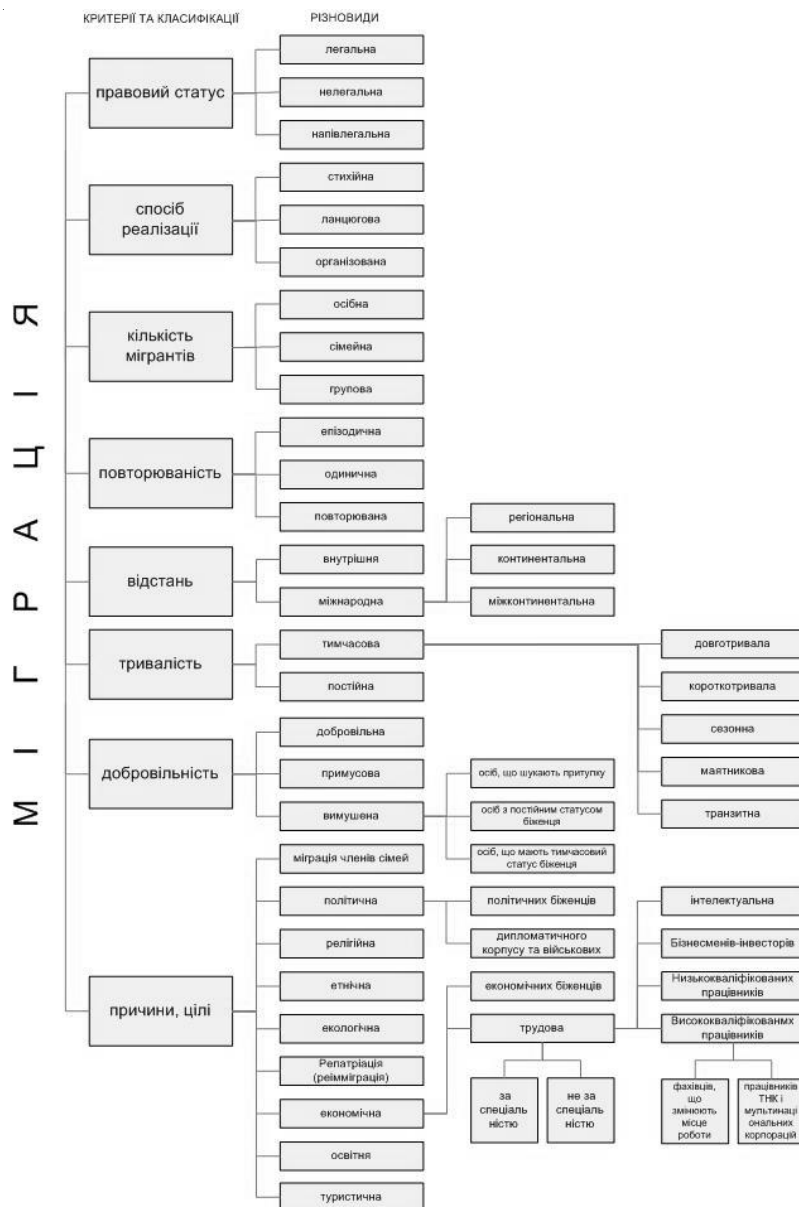 КРИТЕРІЇ ТА КЛАСИФІКАЦІЇ
РІЗНОВИДИ
МІГРАЦІЯ
правовий статус
легальна
нелегальна
напівлегальна
спосіб
реалізації
стихійна
ланцюгова
організована
кількість
мігрантів
осібна
сімейна
групова
повторюваність
епізодична
одинична
повторювана
відстань
внутрішня
міжнародна
регіональна
континентальна
міжконтинентальна
тривалість
тимчасова
постійна
довготривала
короткотривала
сезонна
маятникова
транзитна
добровільність
добровільна
примусова
вимушена
осіб, що шукають притулку
осіб з постійним статусом
біженця
осіб, що мають тимчасовий
статус біженця
причини, цілі
міграція членів сімей
політична
політичних біженців
дипломатичного
корпусу та військових
релігійна
етнічна
екологічна
Репатріація
(реімміграція)
економічна
економічних біженців
трудова
за
спеціаль
ністю
не за
спеціаль
ністю
інтелектуальна
Бізнесменів-інвесторів
Низькокваліфікованих
працівників
Висококваліфікованмх
працівників
фахівців,
що
змінюють
місце
роботи
працівників
ТНК і
мультинаці
ональних
корпорацій
освітня
туристична